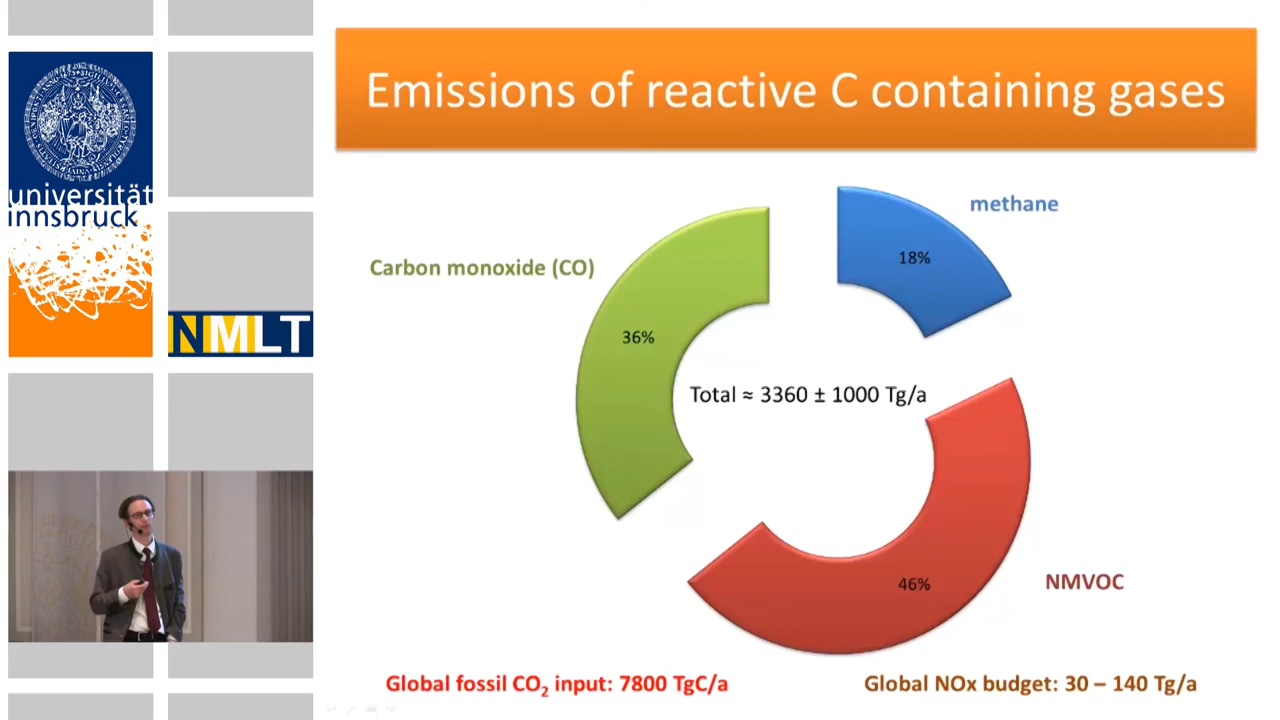 Emissions of reactive C containing gases
universität
innsbruck
NMLT
methane
18%
Carbon monoxide (CO)
36%
Total ≈ 3360 ± 1000 Tg/a
46%
NMVOC
Global fossil CO₂ input: 7800 TgC/a
Global NOx budget: 30 – 140 Tg/a